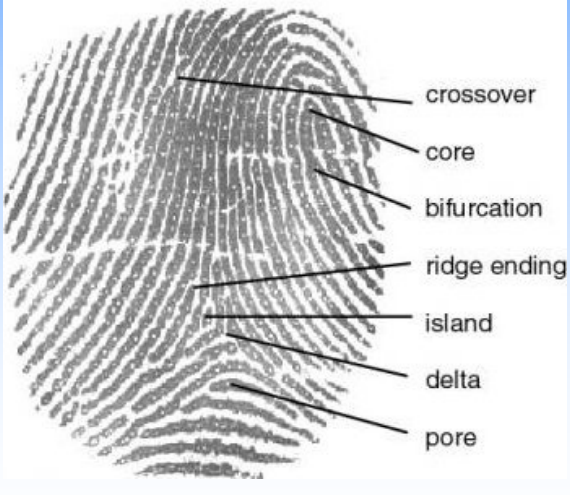 crossover
core
bifurcation
ridge ending
island
delta
pore